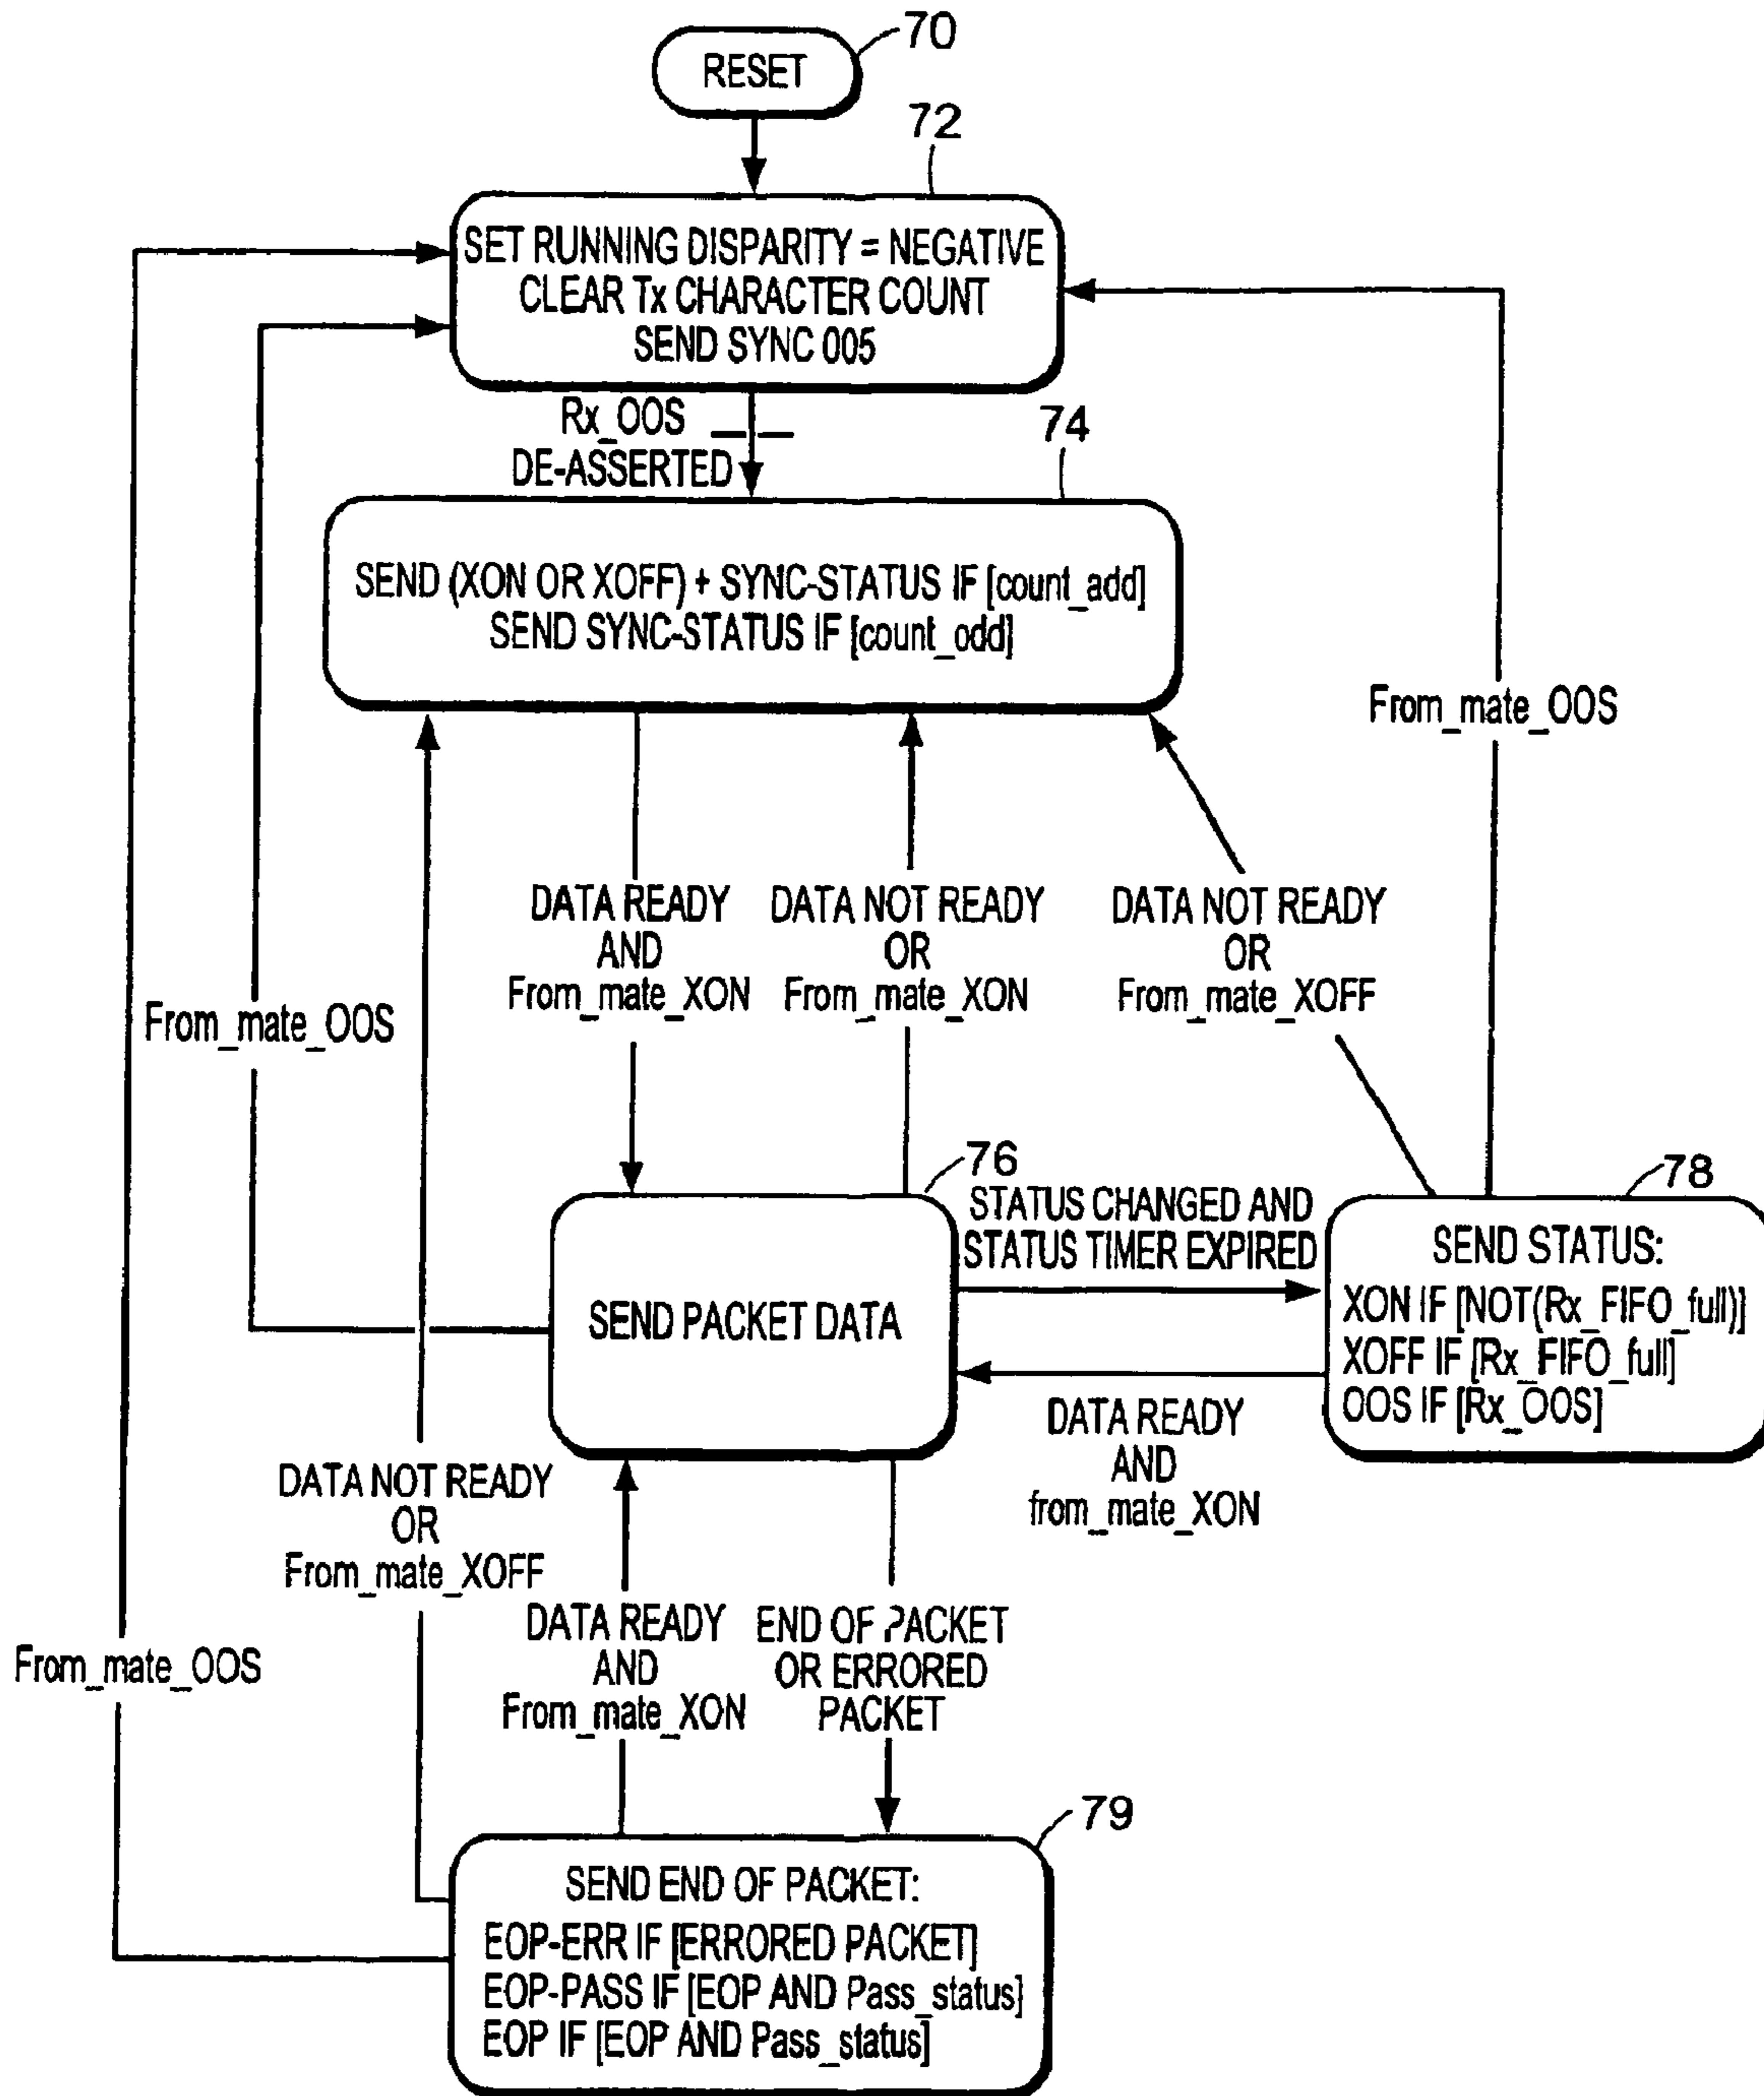 70
RESET
72
SET RUNNING DISPARITY = NEGATIVE
CLEAR Tx CHARACTER COUNT
SEND SYNC 005
Rx_OOS
DE-ASSERTED
74
SEND (XON OR XOFF) + SYNC-STATUS IF [count_add]
SEND SYNC-STATUS IF [count_odd]
From_mate_OOS
DATA READY
AND
From_mate_XON
DATA NOT READY
OR
From_mate_XON
DATA NOT READY
OR
From_mate_XOFF
From_mate_OOS
76
STATUS CHANGED AND
STATUS TIMER EXPIRED
78
SEND PACKET DATA
SEND STATUS:
XON IF [NOT(Rx_FIFO_full)]
XOFF IF [Rx_FIFO_full]
OOS IF [Rx_OOS]
DATA READY
AND
from_mate_XON
DATA NOT READY
OR
From_mate_XOFF
DATA READY
AND
From_mate_XON
END OF PACKET
OR ERRORED
PACKET
From_mate_OOS
79
SEND END OF PACKET:
EOP-ERR IF [ERRORED PACKET]
EOP-PASS IF [EOP AND Pass_status]
EOP IF [EOP AND Pass_status]